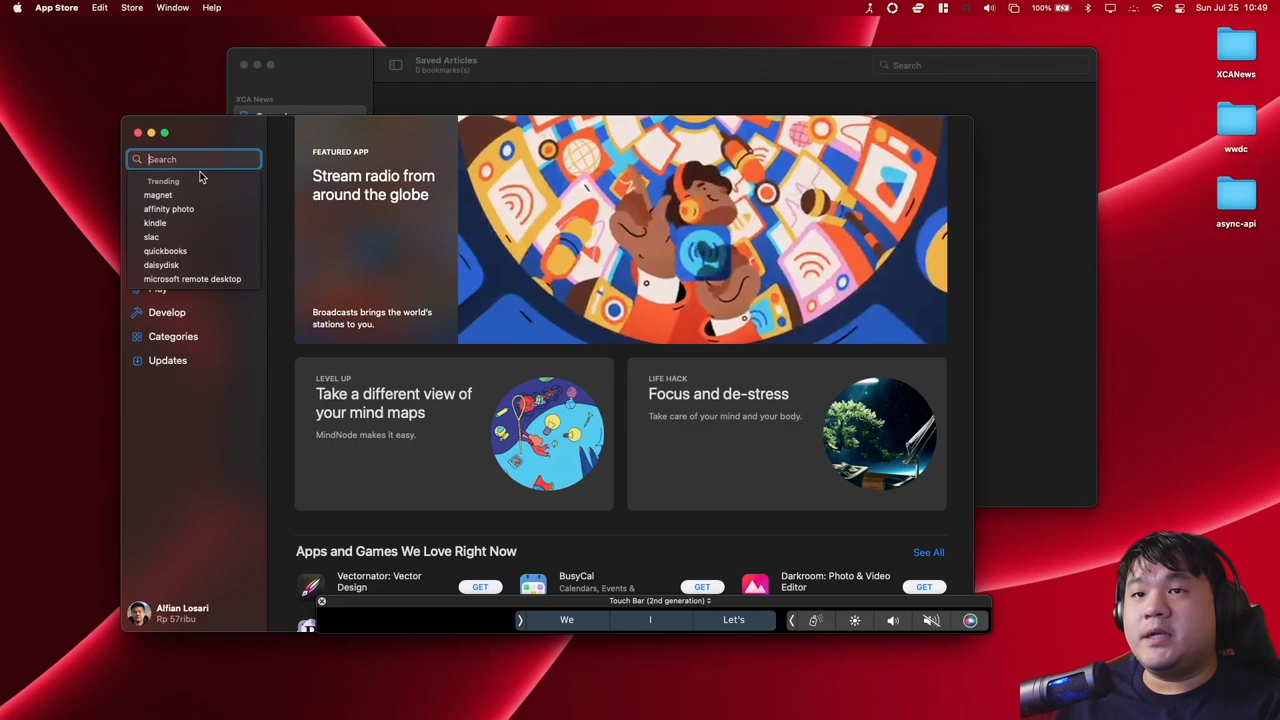 App Store Edit Store Window Help
100% Sun Jul 25 10:49
Saved Articles
0 bookmarks(s)
Search
XCA News
XCANews
wwdc
async-api
Search
Trending
magnet
affinity photo
kindle
slac
quickbooks
daisydisk
microsoft remote desktop
Play
Develop
Categories
Updates
Alfian Losari
Rp 57ribu
FEATURED APP
Stream radio from
around the globe
Broadcasts brings the world's
stations to you.
LEVEL UP
Take a different view of
your mind maps
MindNode makes it easy.
LIFE HACK
Focus and de-stress
Take care of your mind and your body.
Apps and Games We Love Right Now
See All
Vectornator: Vector
Design
GET
BusyCal
Calendars, Events &
GET
Darkroom: Photo & Video
Editor
GET
Touch Bar (2nd generation)
We I Let's